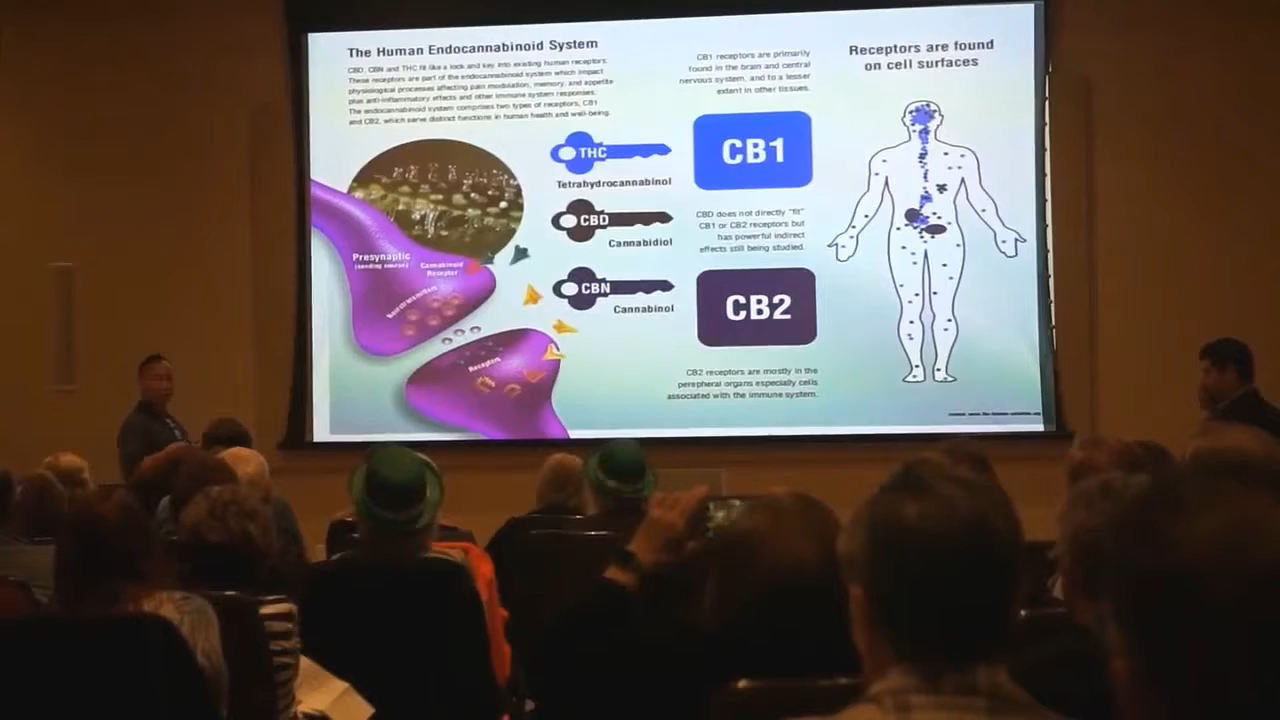 The Human Endocannabinoid System
CBD, CBN and THC fit like a lock and key into existing human receptors.
These receptors are part of the endocannabinoid system which impact
physiological processes affecting pain modulation, memory, and appetite
plus anti-inflammatory effects and other immune system responses.
The endocannabinoid system comprises two types of receptors, CB1
and CB2, which serve distinct functions in human health and well-being.
CB1 receptors are primarily
found in the brain and central
nervous system, and to a lesser
extent in other tissues.
Receptors are found
on cell surfaces
THC
Tetrahydrocannabinol
CB1
CBD
Cannabidiol
CBD does not directly "fit"
CB1 or CB2 receptors but
has powerful indirect
effects still being studied.
Presynaptic
(sending neuron)
Cannabinoid
Receptor
Neurotransmitters
CBN
Cannabinol
CB2
Receptors
CB2 receptors are mostly in the
peripheral organs especially cells
associated with the immune system.